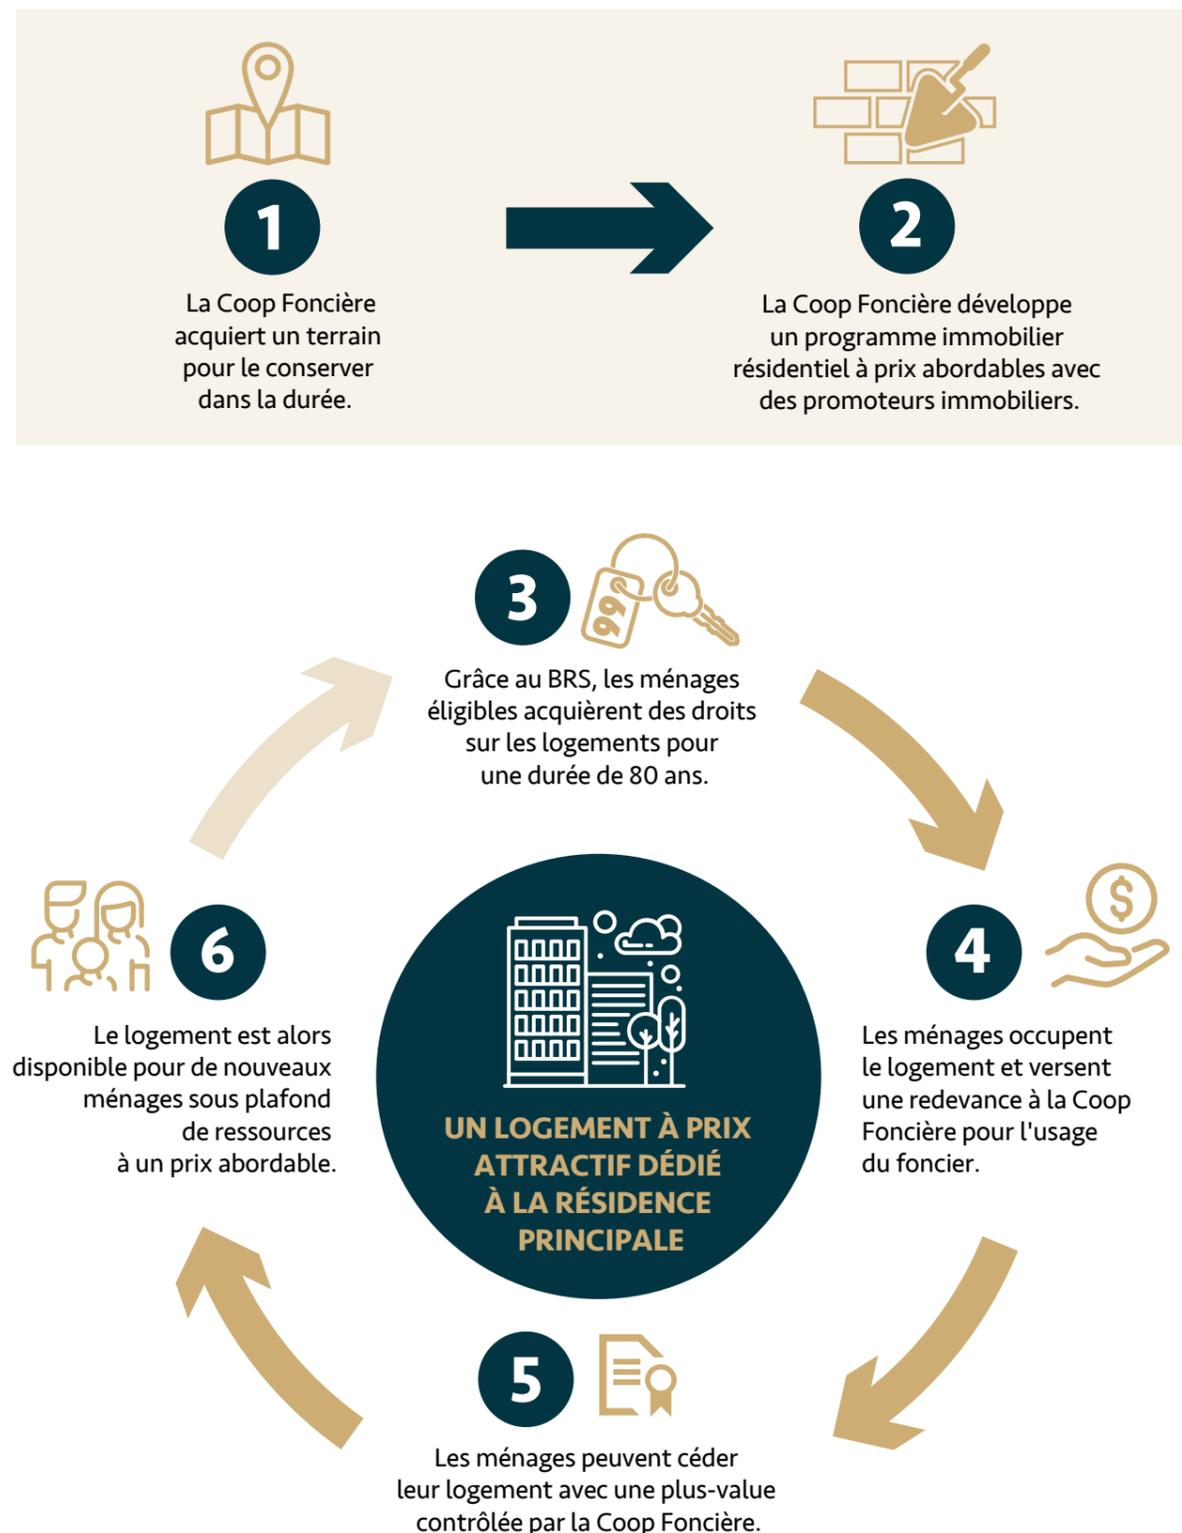 1
La Coop Foncière
acquiert un terrain
pour le conserver
dans la durée.
2
La Coop Foncière développe
un programme immobilier
résidentiel à prix abordables avec
des promoteurs immobiliers.
3
99
Grâce au BRS, les ménages
éligibles acquièrent des droits
sur les logements pour
une durée de 80 ans.
4
$
Les ménages occupent
le logement et versent
une redevance à la Coop
Foncière pour l'usage
du foncier.
5
Les ménages peuvent céder
leur logement avec une plus-value
contrôlée par la Coop Foncière.
6
Le logement est alors
disponible pour de nouveaux
ménages sous plafond
de ressources
à un prix abordable.
UN LOGEMENT À PRIX
ATTRACTIF DÉDIÉ
À LA RÉSIDENCE
PRINCIPALE